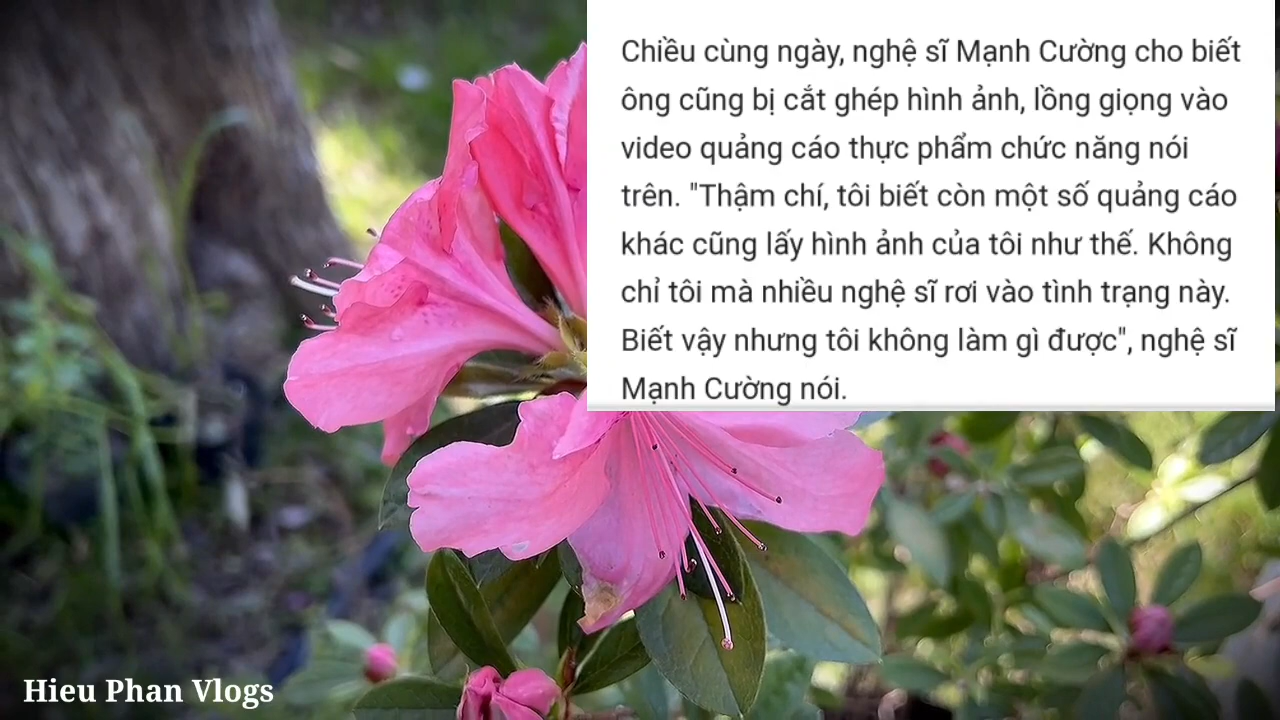 Chiều cùng ngày, nghệ sĩ Mạnh Cường cho biết
ông cũng bị cắt ghép hình ảnh, lồng giọng vào
video quảng cáo thực phẩm chức năng nói
trên. "Thậm chí, tôi biết còn một số quảng cáo
khác cũng lấy hình ảnh của tôi như thế. Không
chỉ tôi mà nhiều nghệ sĩ rơi vào tình trạng này.
Biết vậy nhưng tôi không làm gì được", nghệ sĩ
Mạnh Cường nói.
Hieu Phan Vlogs